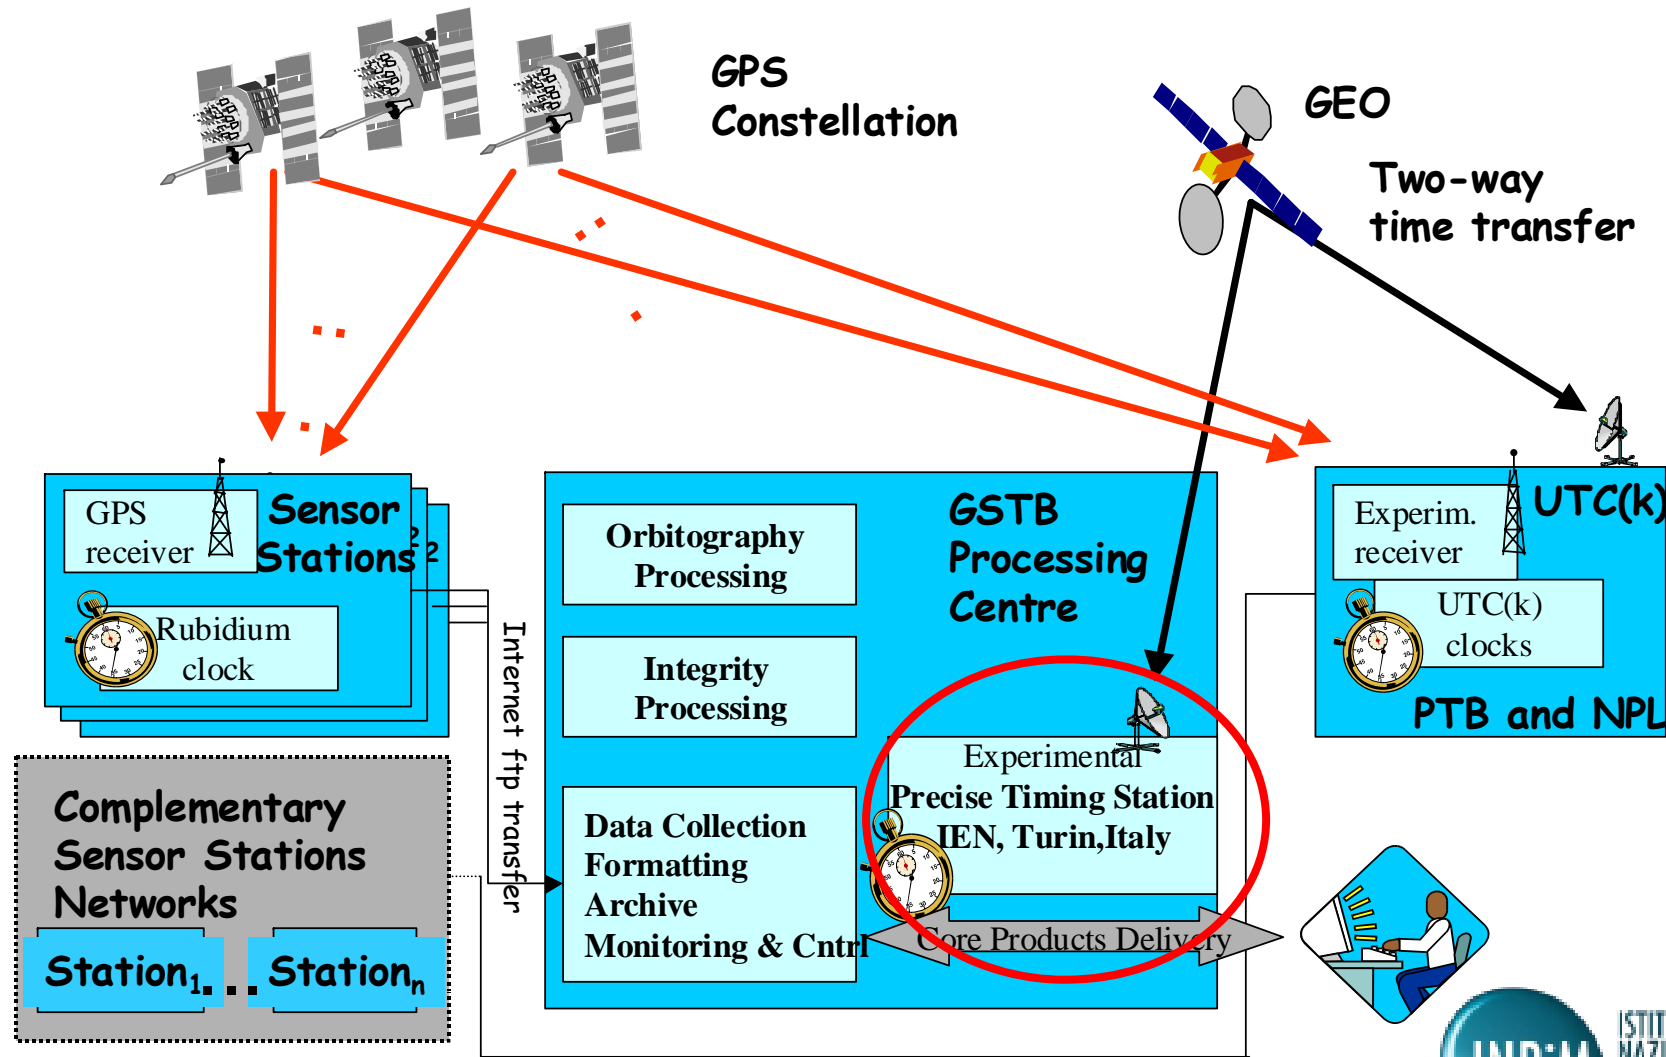 GPS
Constellation
GEO
Two-way
time transfer
GPS
receiver
Sensor
Stations
2
2
Rubidium
clock
Internet ftp transfer
Orbitography
Processing
Integrity
Processing
Data Collection
Formatting
Archive
Monitoring & Cntrl
GSTB
Processing
Centre
Experimental
Precise Timing Station
IEN, Turin,Italy
Core Products Delivery
Experim.
receiver
UTC(k)
UTC(k)
clocks
PTB and NPL
Complementary
Sensor Stations
Networks
Station1
...
Stationn